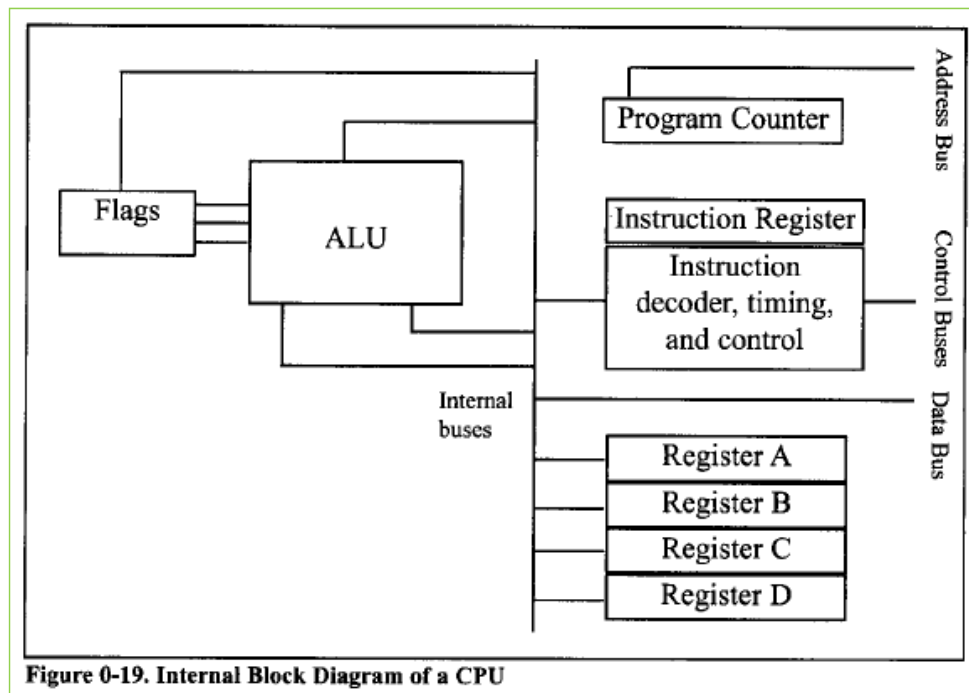 Address Bus
Program Counter
Flags
ALU
Instruction Register
Instruction
decoder, timing,
and control
Control Buses
Internal
buses
Data Bus
Register A
Register B
Register C
Register D
Figure 0-19. Internal Block Diagram of a CPU